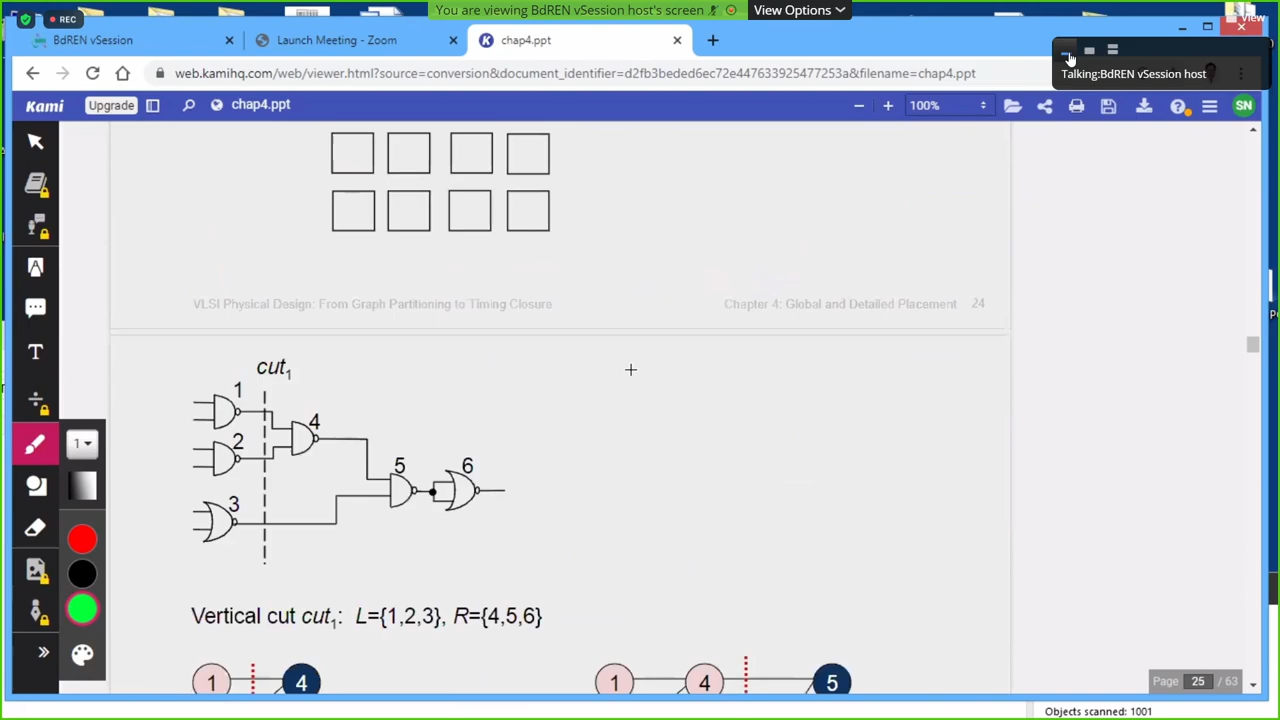 You are viewing BdREN vSession host's screen
View Options
REC
View
BdREN vSession
Launch Meeting - Zoom
chap4.ppt
web.kamihq.com/web/viewer.html?source=conversion&document_identifier=d2fb3beded6ec72e447633925477253a&filename=chap4.ppt
Talking:BdREN vSession host
Kami
Upgrade
chap4.ppt
100%
SN
VLSI Physical Design: From Graph Partitioning to Timing Closure
Chapter 4: Global and Detailed Placement
24
cut1
1
4
2
5
6
3
1
Vertical cut cut1: L={1,2,3}, R={4,5,6}
1
4
1
4
5
Page 25 / 63
Objects scanned: 1001